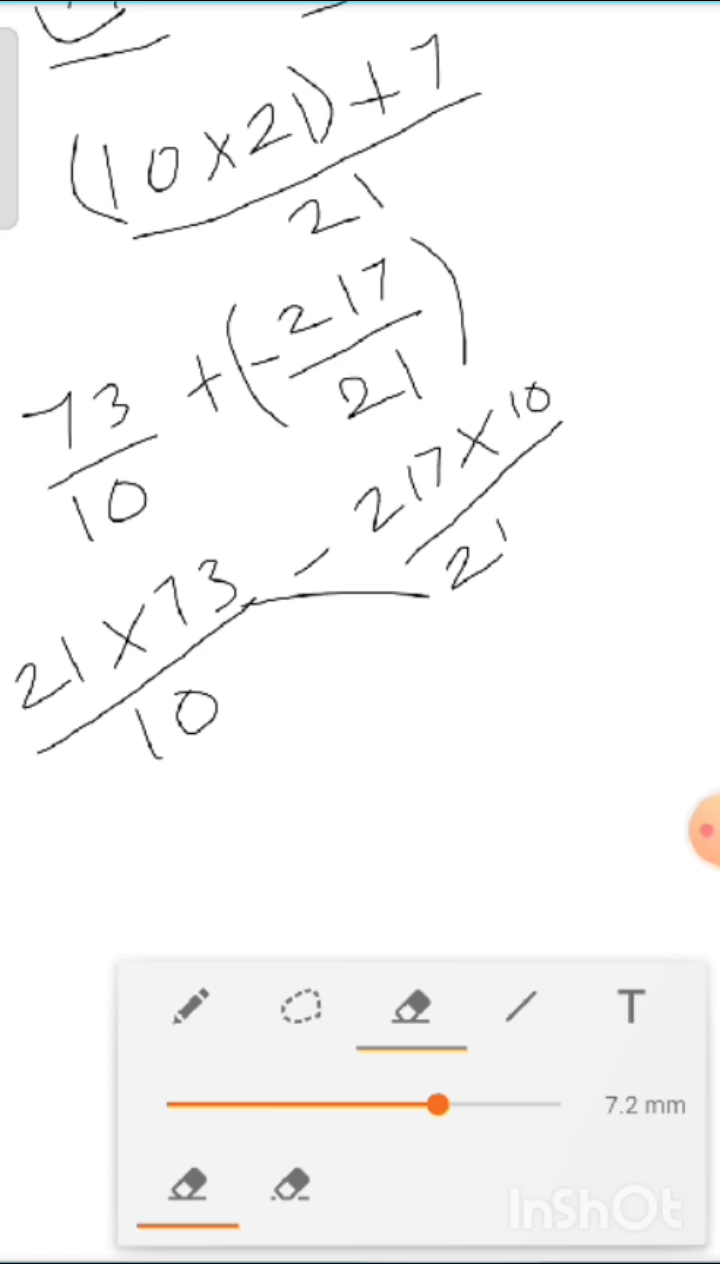 (10×21)+7
21
73/10 +(-217/21)
21×73/10 - 217×10/21
T
7.2 mm
InShOt